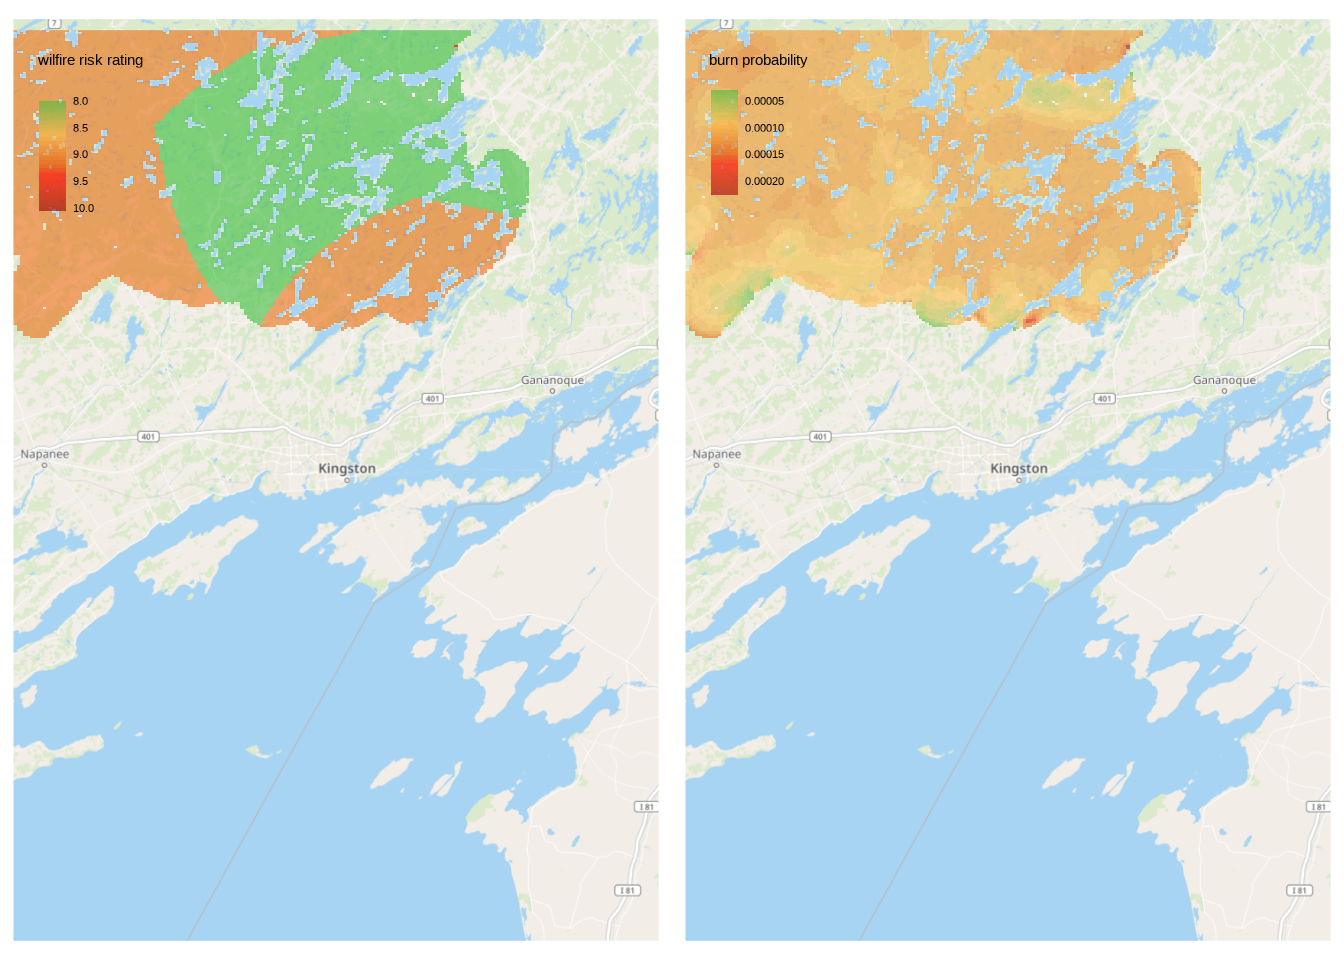 7
wilfire risk rating
8.0
8.5
9.0
9.5
10.0
Gananoque
401
401
Napanee
Kingston
I 81
I 81
7
burn probability
0.00005
0.00010
0.00015
0.00020
Gananoque
401
401
Napanee
Kingston
I 81
I 81